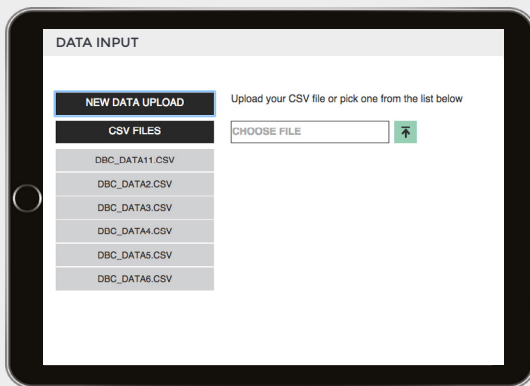 DATA INPUT
NEW DATA UPLOAD
Upload your CSV file or pick one from the list below
CSV FILES
CHOOSE FILE
DBC_DATA11.CSV
DBC_DATA2.CSV
DBC_DATA3.CSV
DBC_DATA4.CSV
DBC_DATA5.CSV
DBC_DATA6.CSV